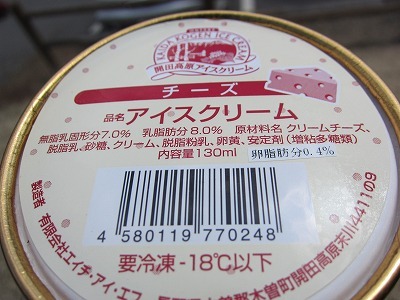 KAIDA KOGEN ICE CREAM
開田高原アイスクリーム
チーズ
品名 アイスクリーム
無脂乳固形分7.0% 乳脂肪分8.0% 原材料名 クリームチーズ、
脱脂乳、砂糖、クリーム、脱脂粉乳、卵黄、安定剤(増粘多糖類)
内容量130ml 卵脂肪分0.4%
4 580119 770248
要冷凍-18℃以下
製造者 有限会社エイチ・アイ・エフ 木曽町開田高原末川4411の9